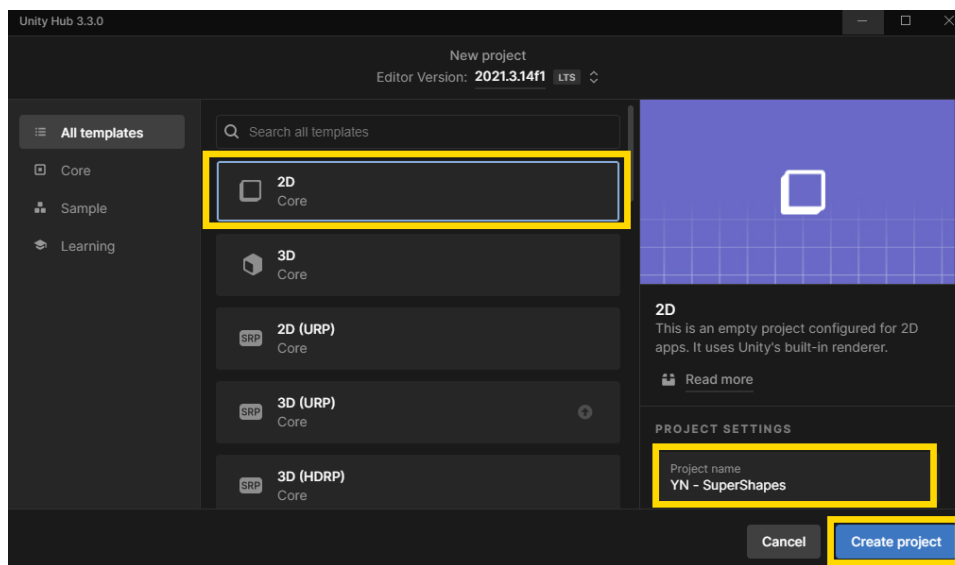 Unity Hub 3.3.0
New project
Editor Version: 2021.3.14f1 LTS
All templates
Core
Sample
Learning
Search all templates
2D
Core
3D
Core
SRP
2D (URP)
Core
SRP
3D (URP)
Core
SRP
3D (HDRP)
Core
2D
This is an empty project configured for 2D
apps. It uses Unity's built-in renderer.
Read more
PROJECT SETTINGS
Project name
YN - SuperShapes
Cancel
Create project